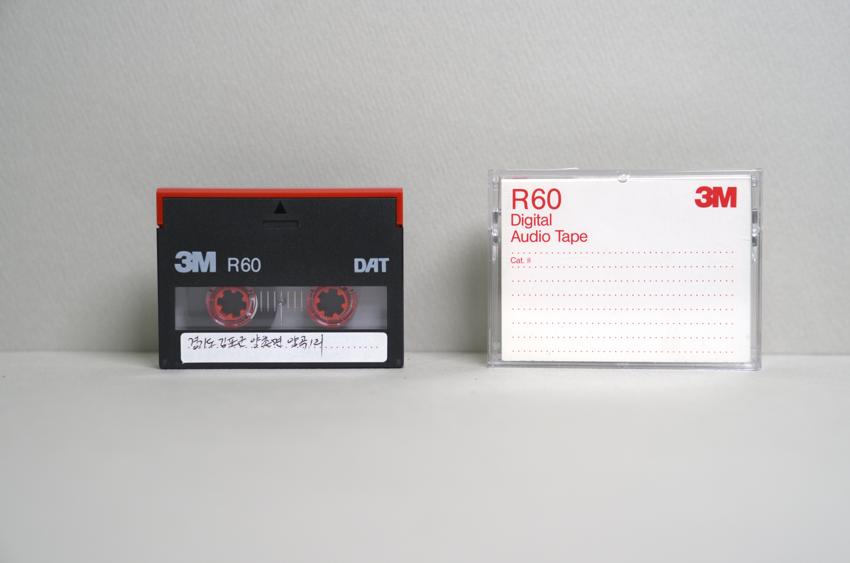 3M R60 DAT
경기도 김포군 양촌면 양곡1리
R60
3M
Digital
Audio Tape
Cat. #